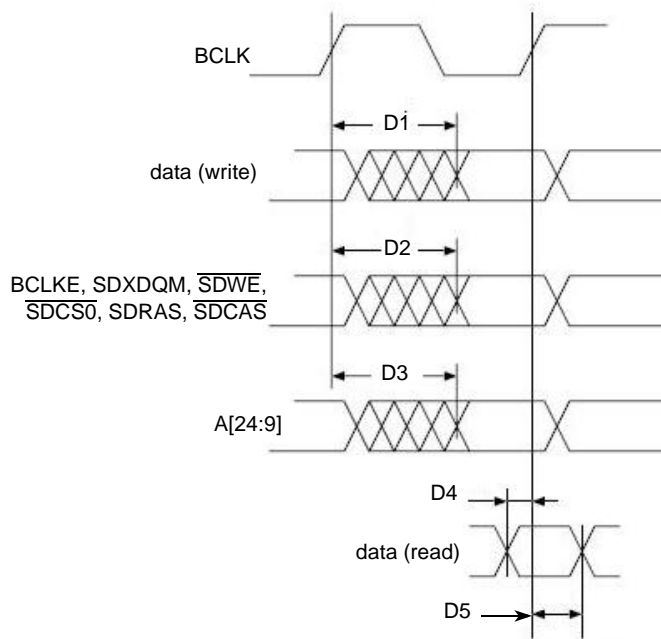 BCLK
D1
data (write)
D2
BCLKE, SDXDQM, SDWE,
SDCS0, SDRAS, SDCAS
D3
A[24:9]
D4
data (read)
D5